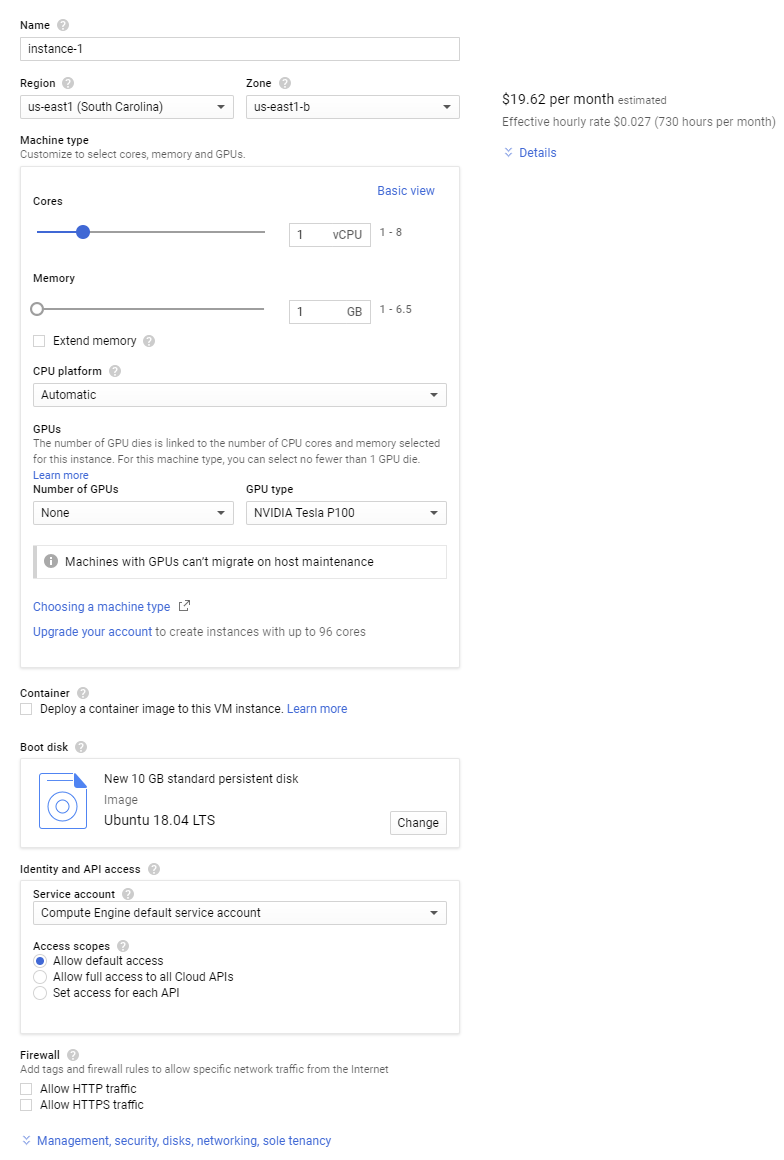 Name
instance-1
Region Zone
us-east1 (South Carolina) us-east1-b
$19.62 per month estimated
Effective hourly rate $0.027 (730 hours per month)
Details
Machine type
Customize to select cores, memory and GPUs.
Basic view
Cores
1 vCPU 1 - 8
Memory
1 GB 1 - 6.5
Extend memory
CPU platform
Automatic
GPUs
The number of GPU dies is linked to the number of CPU cores and memory selected
for this instance. For this machine type, you can select no fewer than 1 GPU die.
Learn more
Number of GPUs GPU type
None NVIDIA Tesla P100
Machines with GPUs can't migrate on host maintenance
Choosing a machine type
Upgrade your account to create instances with up to 96 cores
Container
Deploy a container image to this VM instance. Learn more
Boot disk
New 10 GB standard persistent disk
Image
Ubuntu 18.04 LTS
Change
Identity and API access
Service account
Compute Engine default service account
Access scopes
Allow default access
Allow full access to all Cloud APIs
Set access for each API
Firewall
Add tags and firewall rules to allow specific network traffic from the Internet
Allow HTTP traffic
Allow HTTPS traffic
Management, security, disks, networking, sole tenancy